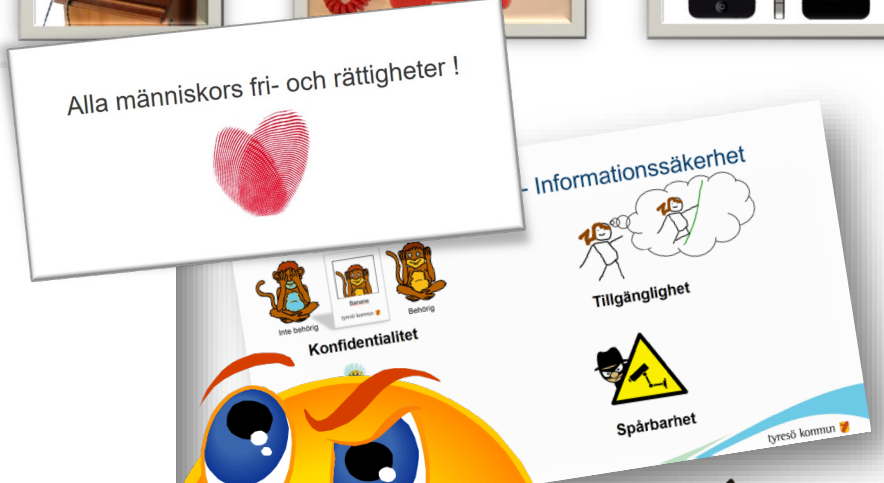 Alla människors fri- och rättigheter !
- Informationssäkerhet
Inte behörig
Banane
tyresö kommun
Behörig
Konfidentialitet
Tillgänglighet
Spårbarhet
tyresö kommun